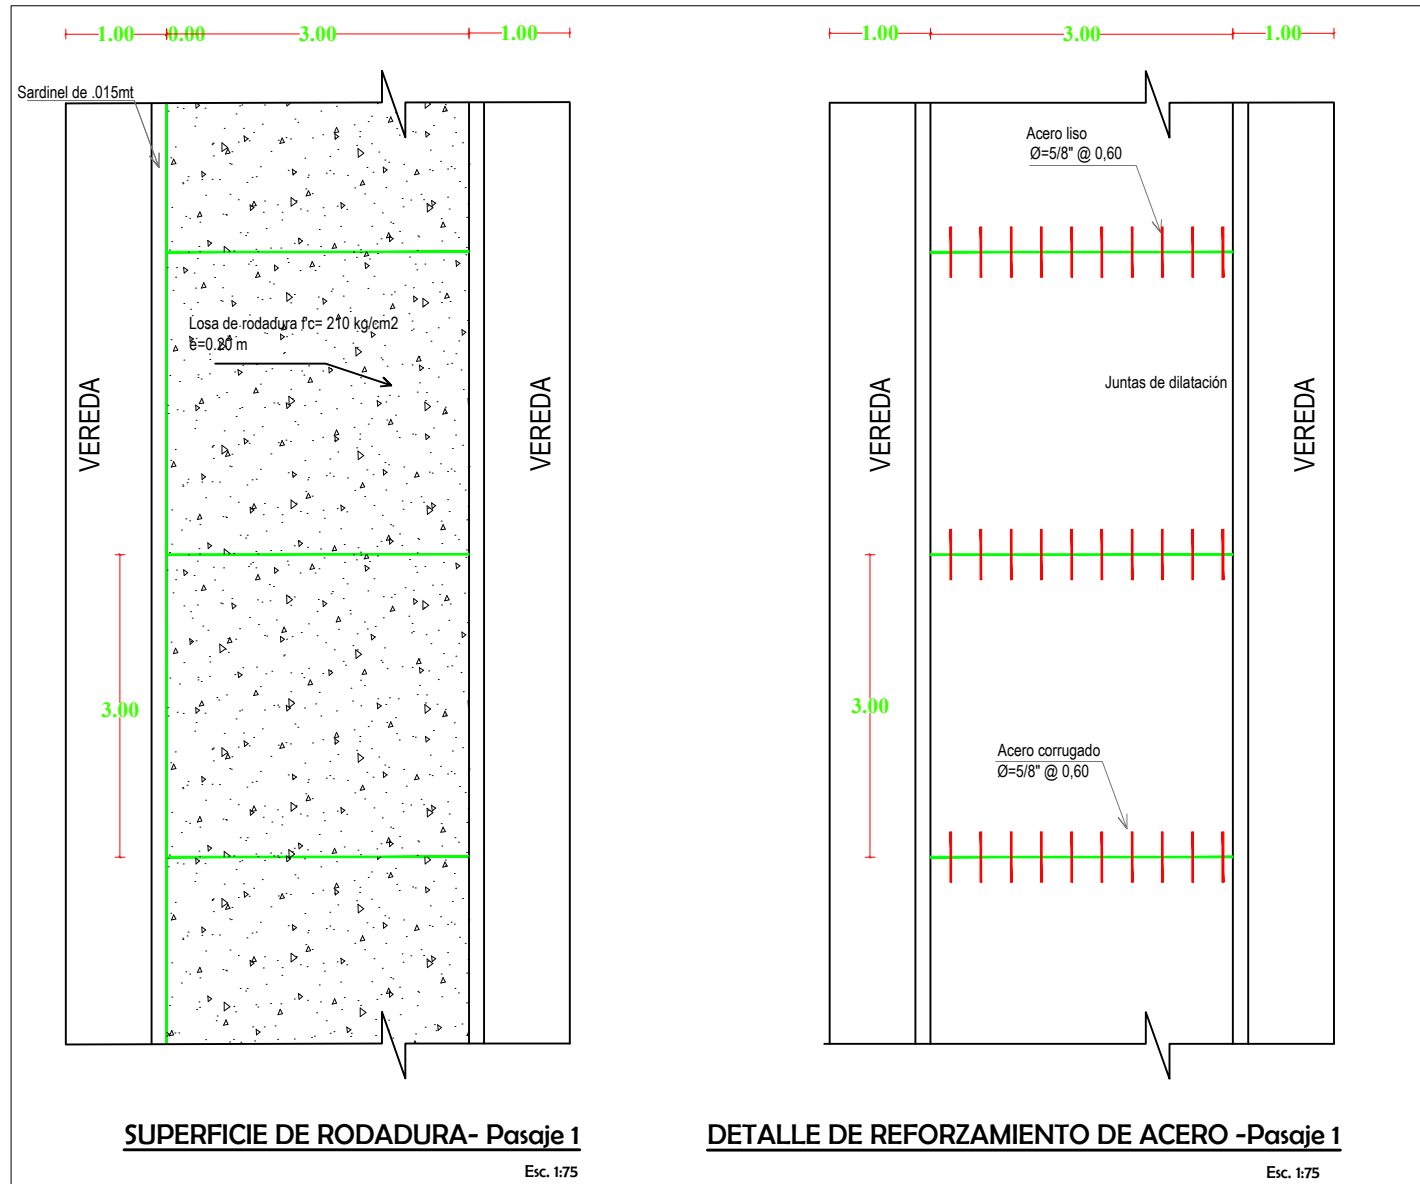 1.00 0.00 3.00 1.00
Sardinel de .015mt
Losa de rodadura f'c= 210 kg/cm2
e=0.20 m
VEREDA
VEREDA
3.00
SUPERFICIE DE RODADURA- Pasaje 1
Esc. 1:75
1.00 3.00 1.00
Acero liso
Ø=5/8" @ 0,60
Juntas de dilatación
VEREDA
VEREDA
3.00
Acero corrugado
Ø=5/8" @ 0,60
DETALLE DE REFORZAMIENTO DE ACERO -Pasaje 1
Esc. 1:75